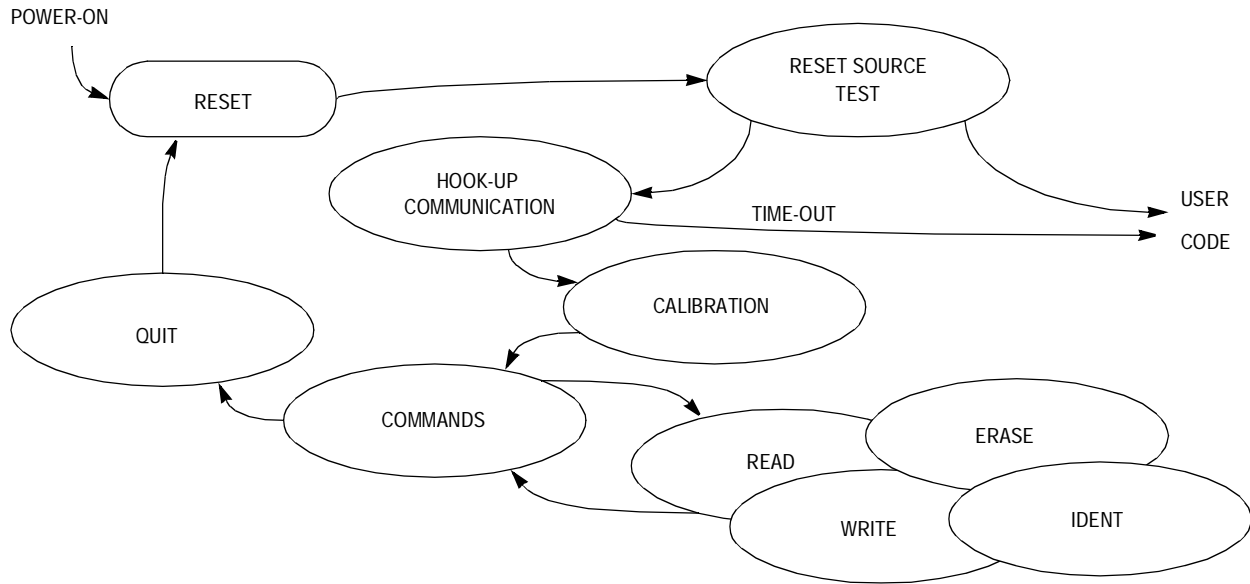 POWER-ON
RESET
RESET SOURCE
TEST
HOOK-UP
COMMUNICATION
TIME-OUT
USER
CODE
CALIBRATION
QUIT
COMMANDS
READ
ERASE
WRITE
IDENT